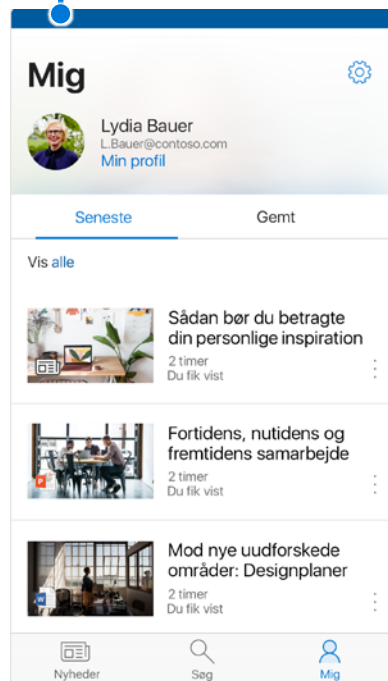 Mig
Lydia Bauer
L.Bauer@contoso.com
Min profil
Seneste
Gemt
Vis alle
Sådan bør du betragte
din personlige inspiration
2 timer
Du fik vist
Fortidens, nutidens og
fremtidens samarbejde
2 timer
Du fik vist
P
Mod nye uudforskede
områder: Designplaner
2 timer
Du fik vist
W
Nyheder
Søg
Mig